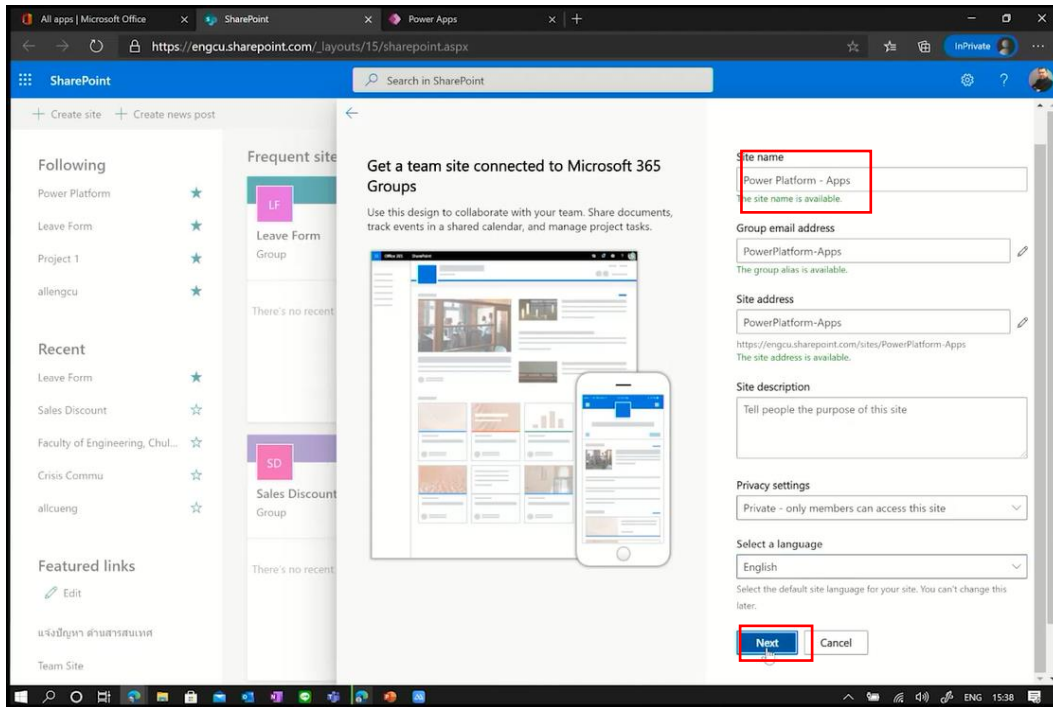 All apps | Microsoft Office
SharePoint
Power Apps
https://engcu.sharepoint.com/_layouts/15/sharepoint.aspx
InPrivate
SharePoint
Search in SharePoint
Create site
Create news post
Following
Power Platform
Leave Form
Project 1
allengcu
Recent
Leave Form
Sales Discount
Faculty of Engineering, Chul...
Crisis Commu
allcueng
Featured links
Edit
แจ้งปัญหา ด้านสารสนเทศ
Team Site
Frequent site
LF
Leave Form
Group
There's no recent
SD
Sales Discount
Group
There's no recent
Get a team site connected to Microsoft 365
Groups
Use this design to collaborate with your team. Share documents,
track events in a shared calendar, and manage project tasks.
Office 365 SharePoint
Site name
Power Platform - Apps
The site name is available.
Group email address
PowerPlatform-Apps
The group alias is available.
Site address
PowerPlatform-Apps
https://engcu.sharepoint.com/sites/PowerPlatform-Apps
The site address is available.
Site description
Tell people the purpose of this site
Privacy settings
Private - only members can access this site
Select a language
English
Select the default site language for your site. You can't change this
later.
Next
Cancel
ENG
15:38